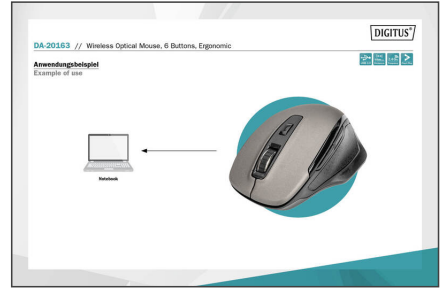 DIGITUS®
DA-20163 // Wireless Optical Mouse, 6 Buttons, Ergonomic
Anwendungsbeispiel
Example of use
Notebook